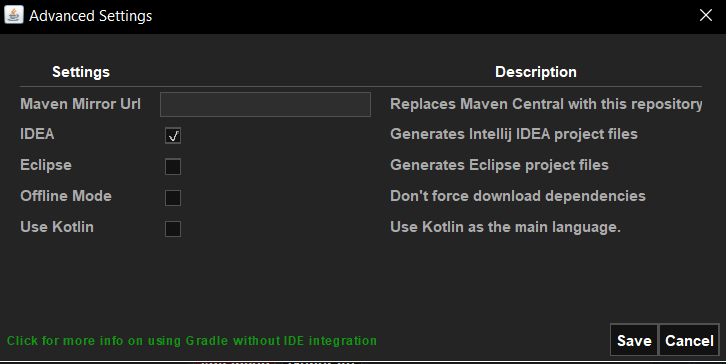 Advanced Settings
Settings Description
Maven Mirror Url Replaces Maven Central with this repository
IDEA Generates Intellij IDEA project files
Eclipse Generates Eclipse project files
Offline Mode Don't force download dependencies
Use Kotlin Use Kotlin as the main language.
Click for more info on using Gradle without IDE integration
Save Cancel